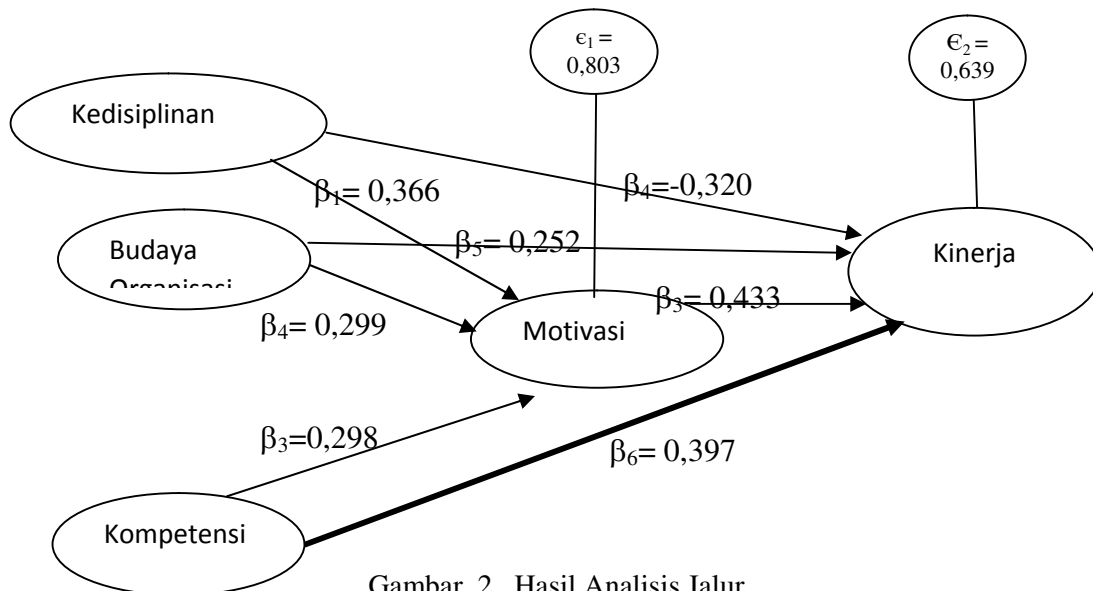 ϵ₁ =
0,803
Є₂ =
0,639
Kedisiplinan
β₁= 0,366
β₄=-0,320
Budaya
Organisasi
β₅= 0,252
Kinerja
β₃= 0,433
β₄= 0,299
Motivasi
β₃=0,298
β₆= 0,397
Kompetensi
Gambar 2. Hasil Analisis Jalur